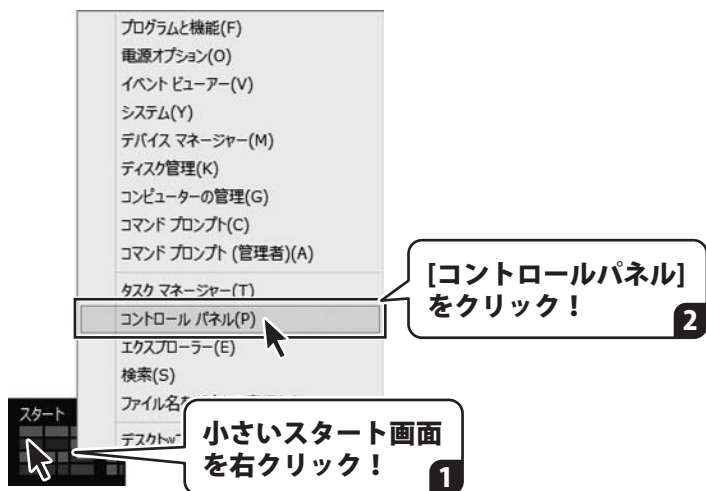 プログラムと機能(F)
電源オプション(O)
イベント ビューアー(V)
システム(Y)
デバイス マネージャー(M)
ディスク管理(K)
コンピューターの管理(G)
コマンド プロンプト(C)
コマンド プロンプト (管理者)(A)
タスク マネージャー(T)
コントロール パネル(P)
エクスプローラー(E)
検索(S)
ファイル名
スタート
[コントロールパネル]
をクリック！
2
小さいスタート画面
を右クリック！
1